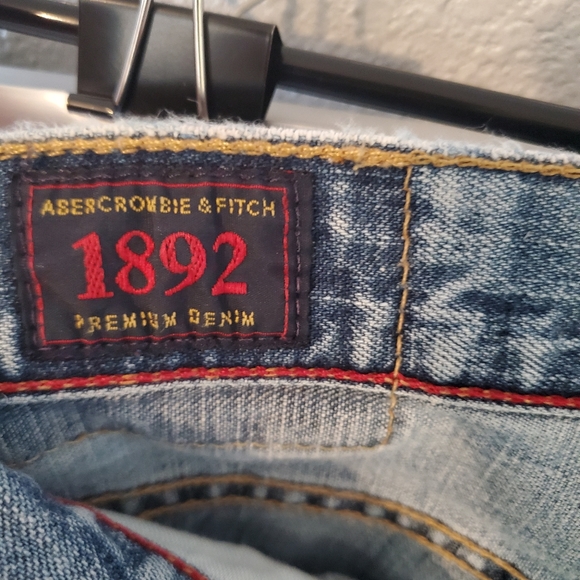 ABERCROMBIE & FITCH
1892
PREMIUM DENIM